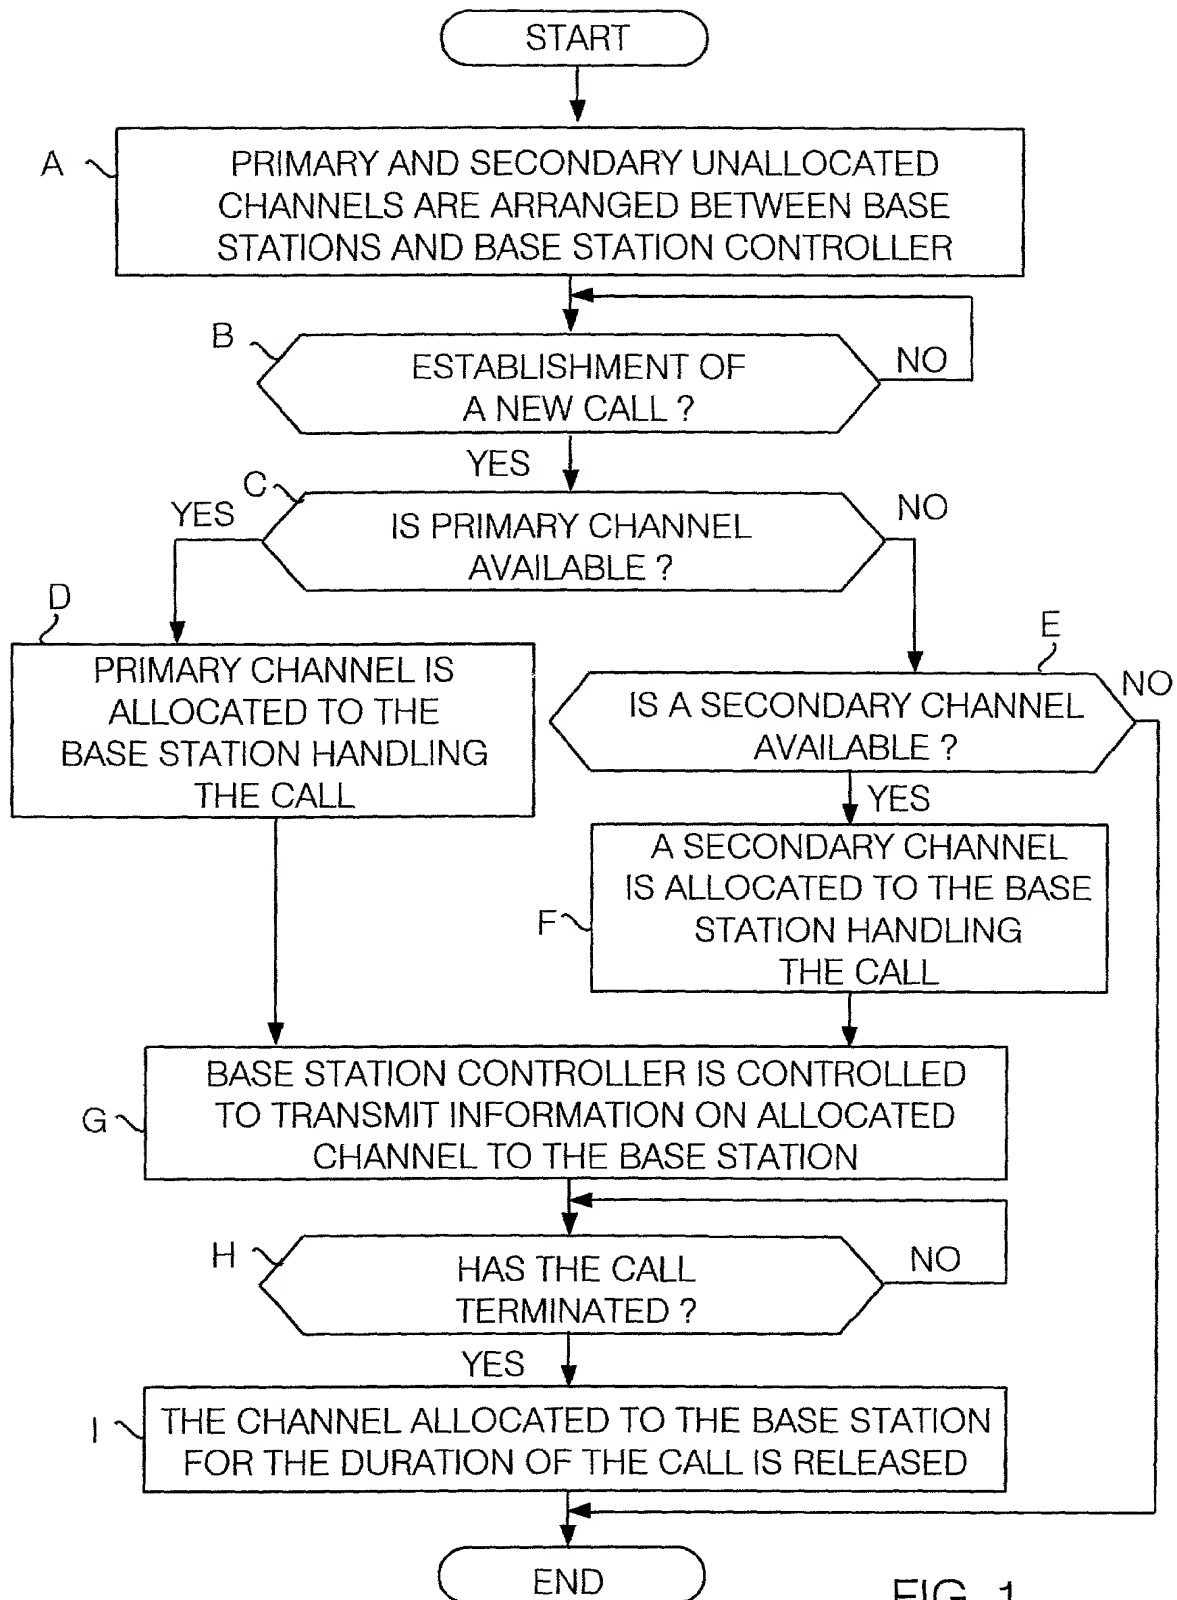 START
A
PRIMARY AND SECONDARY UNALLOCATED
CHANNELS ARE ARRANGED BETWEEN BASE
STATIONS AND BASE STATION CONTROLLER
B
ESTABLISHMENT OF
A NEW CALL ?
NO
YES
C
YES
IS PRIMARY CHANNEL
AVAILABLE ?
NO
D
PRIMARY CHANNEL IS
ALLOCATED TO THE
BASE STATION HANDLING
THE CALL
E
IS A SECONDARY CHANNEL
AVAILABLE ?
NO
YES
F
A SECONDARY CHANNEL
IS ALLOCATED TO THE BASE
STATION HANDLING
THE CALL
G
BASE STATION CONTROLLER IS CONTROLLED
TO TRANSMIT INFORMATION ON ALLOCATED
CHANNEL TO THE BASE STATION
H
HAS THE CALL
TERMINATED ?
NO
YES
I
THE CHANNEL ALLOCATED TO THE BASE STATION
FOR THE DURATION OF THE CALL IS RELEASED
END
FIG. 1